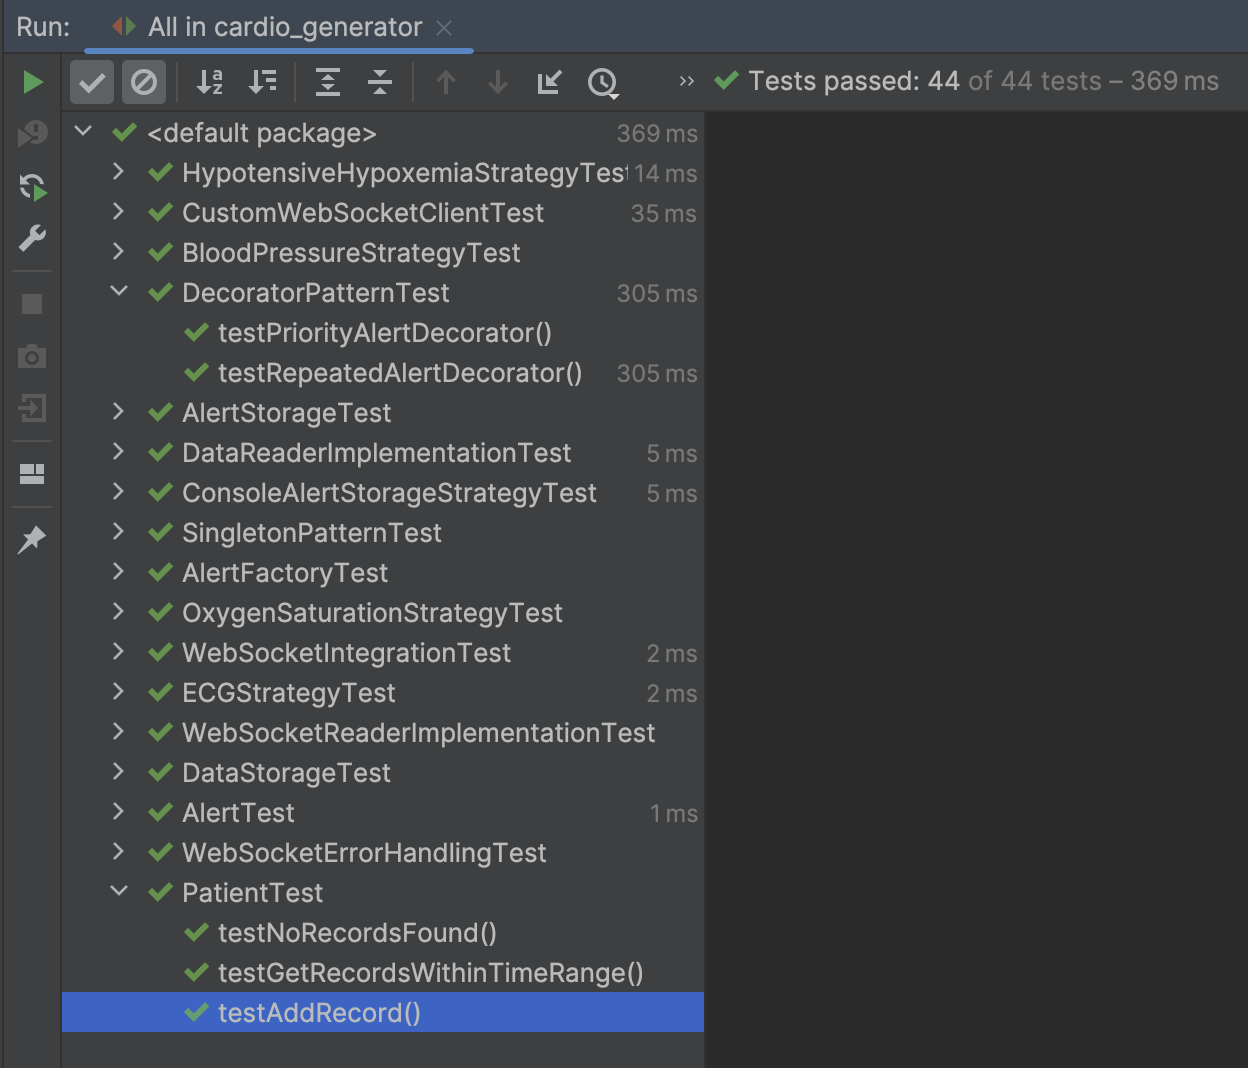 Run: All in cardio_generator
Tests passed: 44 of 44 tests – 369 ms
<default package> 369 ms
HypotensiveHypoxemiaStrategyTest 14 ms
CustomWebSocketClientTest 35 ms
BloodPressureStrategyTest
DecoratorPatternTest 305 ms
testPriorityAlertDecorator()
testRepeatedAlertDecorator() 305 ms
AlertStorageTest
DataReaderImplementationTest 5 ms
ConsoleAlertStorageStrategyTest 5 ms
SingletonPatternTest
AlertFactoryTest
OxygenSaturationStrategyTest
WebSocketIntegrationTest 2 ms
ECGStrategyTest 2 ms
WebSocketReaderImplementationTest
DataStorageTest
AlertTest 1 ms
WebSocketErrorHandlingTest
PatientTest
testNoRecordsFound()
testGetRecordsWithinTimeRange()
testAddRecord()